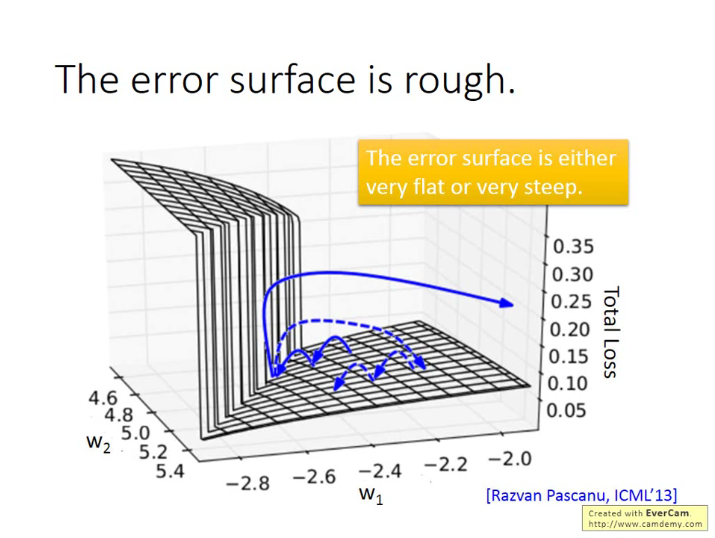 The error surface is rough.
The error surface is either
very flat or very steep.
0.35
0.30
0.25
0.20
0.15
0.10
0.05
Total Loss
4.6
4.8
5.0
5.2
5.4
w2
−2.8
−2.6
−2.4
−2.2
−2.0
w1
[Razvan Pascanu, ICML’13]
Created with EverCam.
http://www.camdemy.com